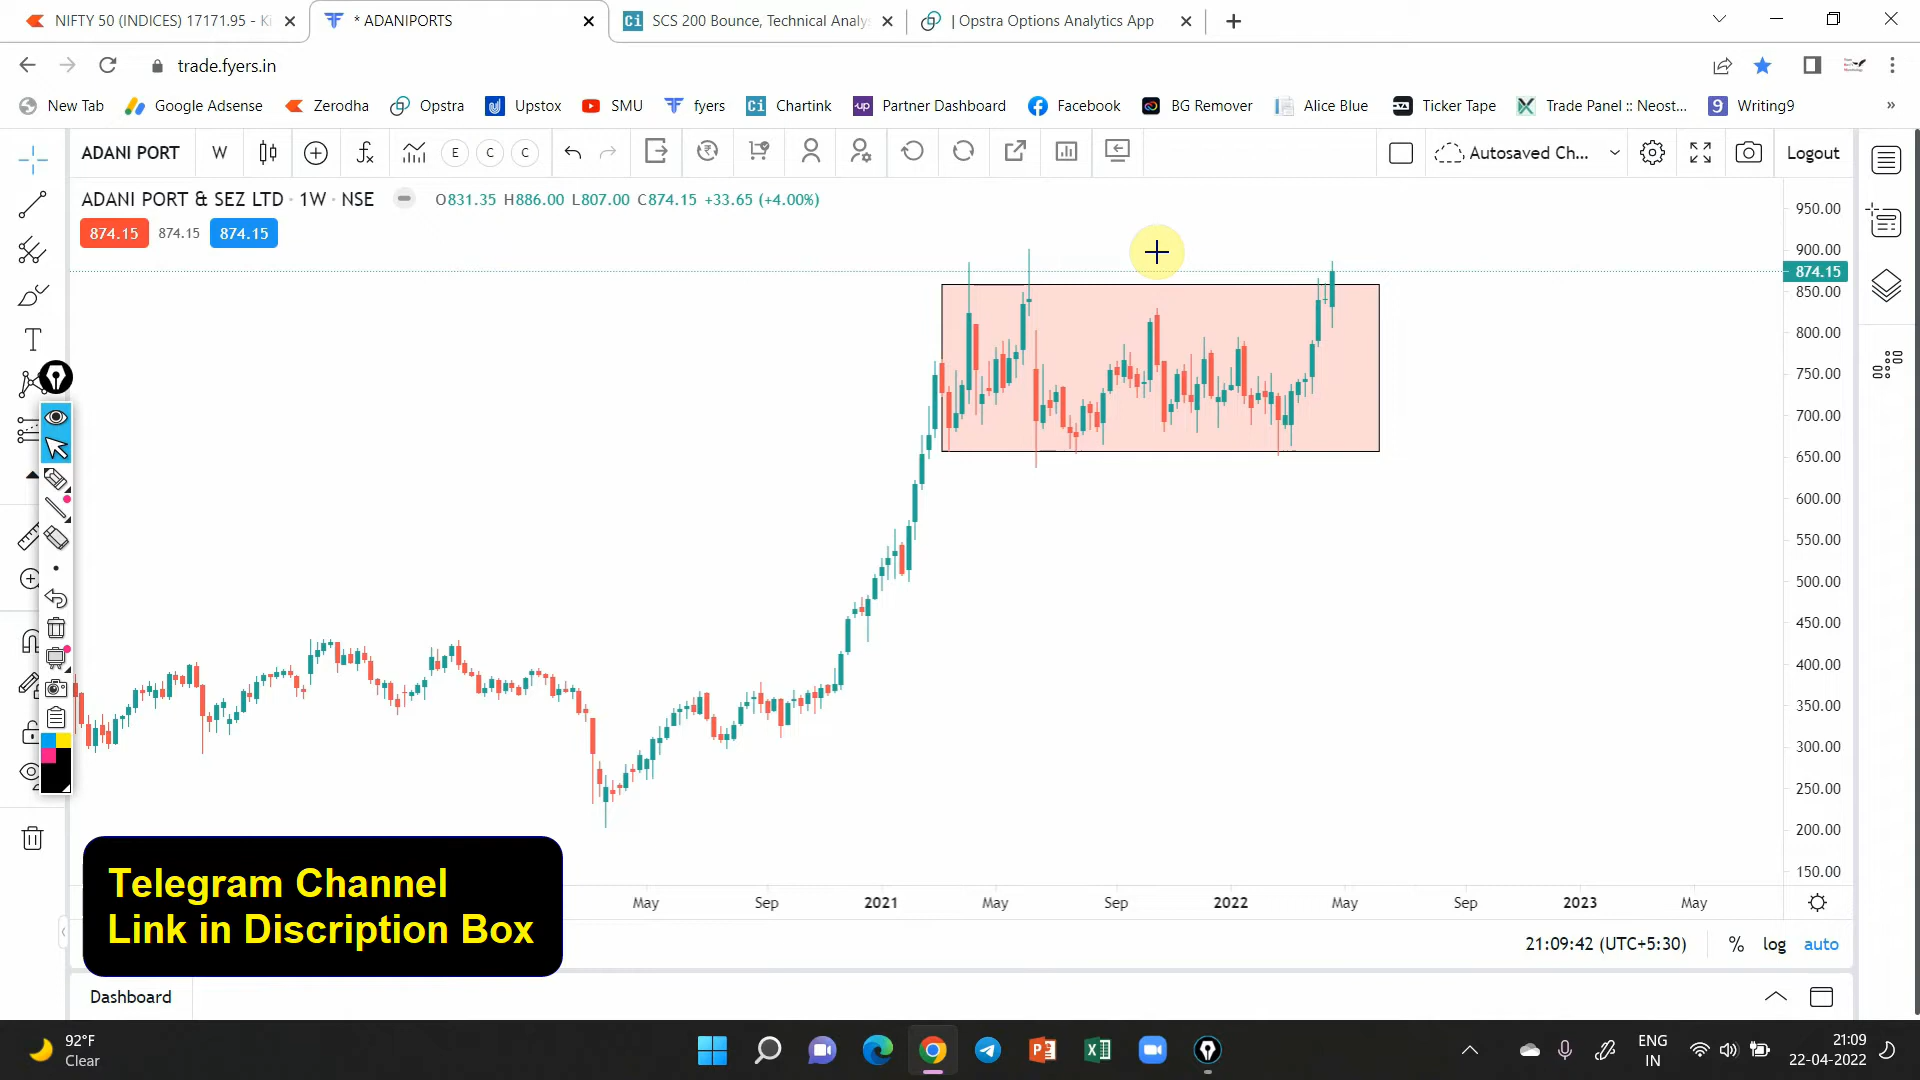 NIFTY 50 (INDICES) 17171.95 - Ki
* ADANIPORTS
SCS 200 Bounce, Technical Analys
| Opstra Options Analytics App
trade.fyers.in
New Tab
Google Adsense
Zerodha
Opstra
Upstox
SMU
fyers
Chartink
Partner Dashboard
Facebook
BG Remover
Alice Blue
Ticker Tape
Trade Panel :: Neost...
Writing9
ADANI PORT
W
E
C
C
Autosaved Ch...
Logout
ADANI PORT & SEZ LTD · 1W · NSE
O831.35 H886.00 L807.00 C874.15 +33.65 (+4.00%)
874.15
874.15
874.15
950.00
900.00
874.15
850.00
800.00
750.00
700.00
650.00
600.00
550.00
500.00
450.00
400.00
350.00
300.00
250.00
200.00
150.00
Telegram Channel
Link in Discription Box
May
Sep
2021
May
Sep
2022
May
Sep
2023
May
21:09:42 (UTC+5:30)
%
log
auto
Dashboard
92°F
Clear
ENG
IN
21:09
22-04-2022